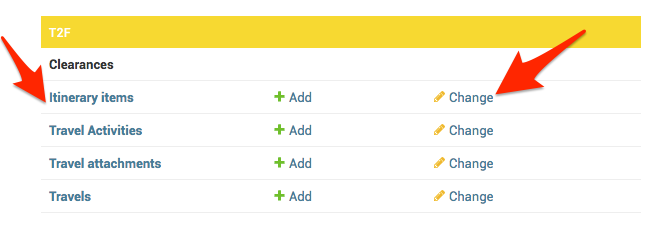 T2F
Clearances
Itinerary items Add Change
Travel Activities Add Change
Travel attachments Add Change
Travels Add Change